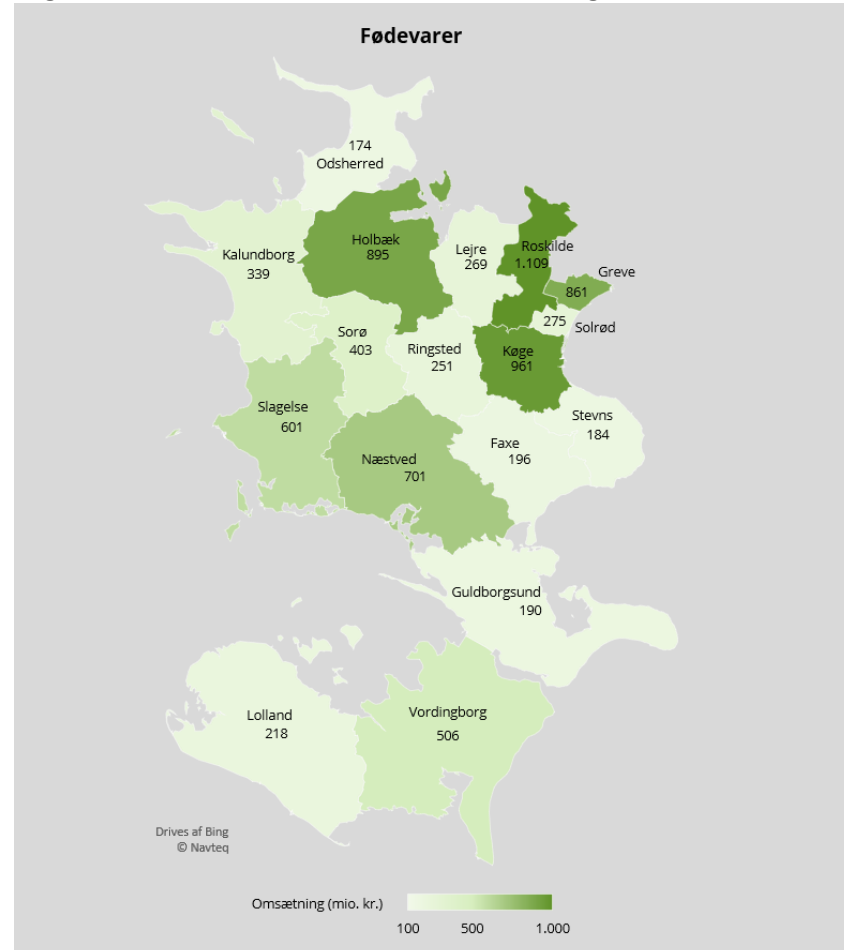 Fødevarer
174
Odsherred
Holbæk
895
Kalundborg
339
Lejre
269
Roskilde
1.109
Greve
861
275
Solrød
Sorø
403
Ringsted
251
Køge
961
Slagelse
601
Stevns
184
Næstved
701
Faxe
196
Guldborgsund
190
Lolland
218
Vordingborg
506
Drives af Bing
© Navteq
Omsætning (mio. kr.)
100 500 1.000